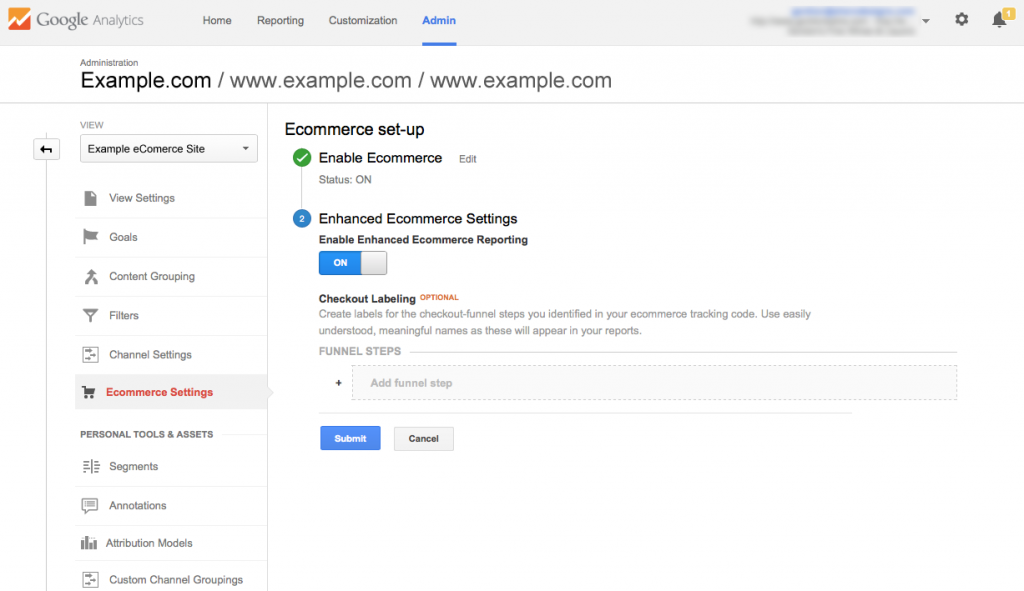 Google Analytics
Home Reporting Customization Admin
1
Administration
Example.com / www.example.com / www.example.com
VIEW
Example eComerce Site
View Settings
Goals
Content Grouping
Filters
Channel Settings
Ecommerce Settings
PERSONAL TOOLS & ASSETS
Segments
Annotations
Attribution Models
Custom Channel Groupings
Ecommerce set-up
Enable Ecommerce Edit
Status: ON
2 Enhanced Ecommerce Settings
Enable Enhanced Ecommerce Reporting
ON
Checkout Labeling OPTIONAL
Create labels for the checkout-funnel steps you identified in your ecommerce tracking code. Use easily
understood, meaningful names as these will appear in your reports.
FUNNEL STEPS
+ Add funnel step
Submit Cancel